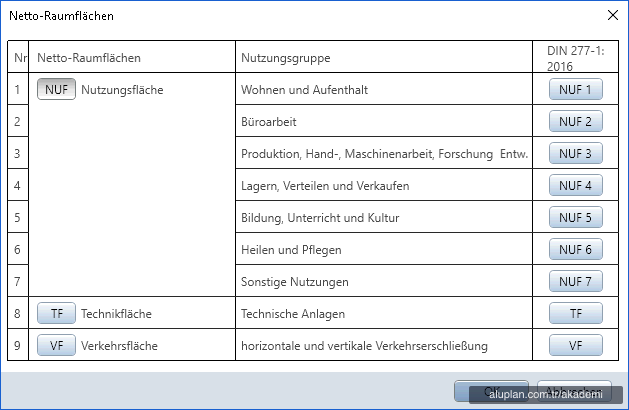 Netto-Raumflächen
Nr Netto-Raumflächen Nutzungsgruppe DIN 277-1:
2016
1 NUF Nutzungsfläche Wohnen und Aufenthalt NUF 1
2 Büroarbeit NUF 2
3 Produktion, Hand-, Maschinenarbeit, Forschung Entw. NUF 3
4 Lagern, Verteilen und Verkaufen NUF 4
5 Bildung, Unterricht und Kultur NUF 5
6 Heilen und Pflegen NUF 6
7 Sonstige Nutzungen NUF 7
8 TF Technikfläche Technische Anlagen TF
9 VF Verkehrsfläche horizontale und vertikale Verkehrserschließung VF
OK Abbrechen
aluplan.com.tr/akademi